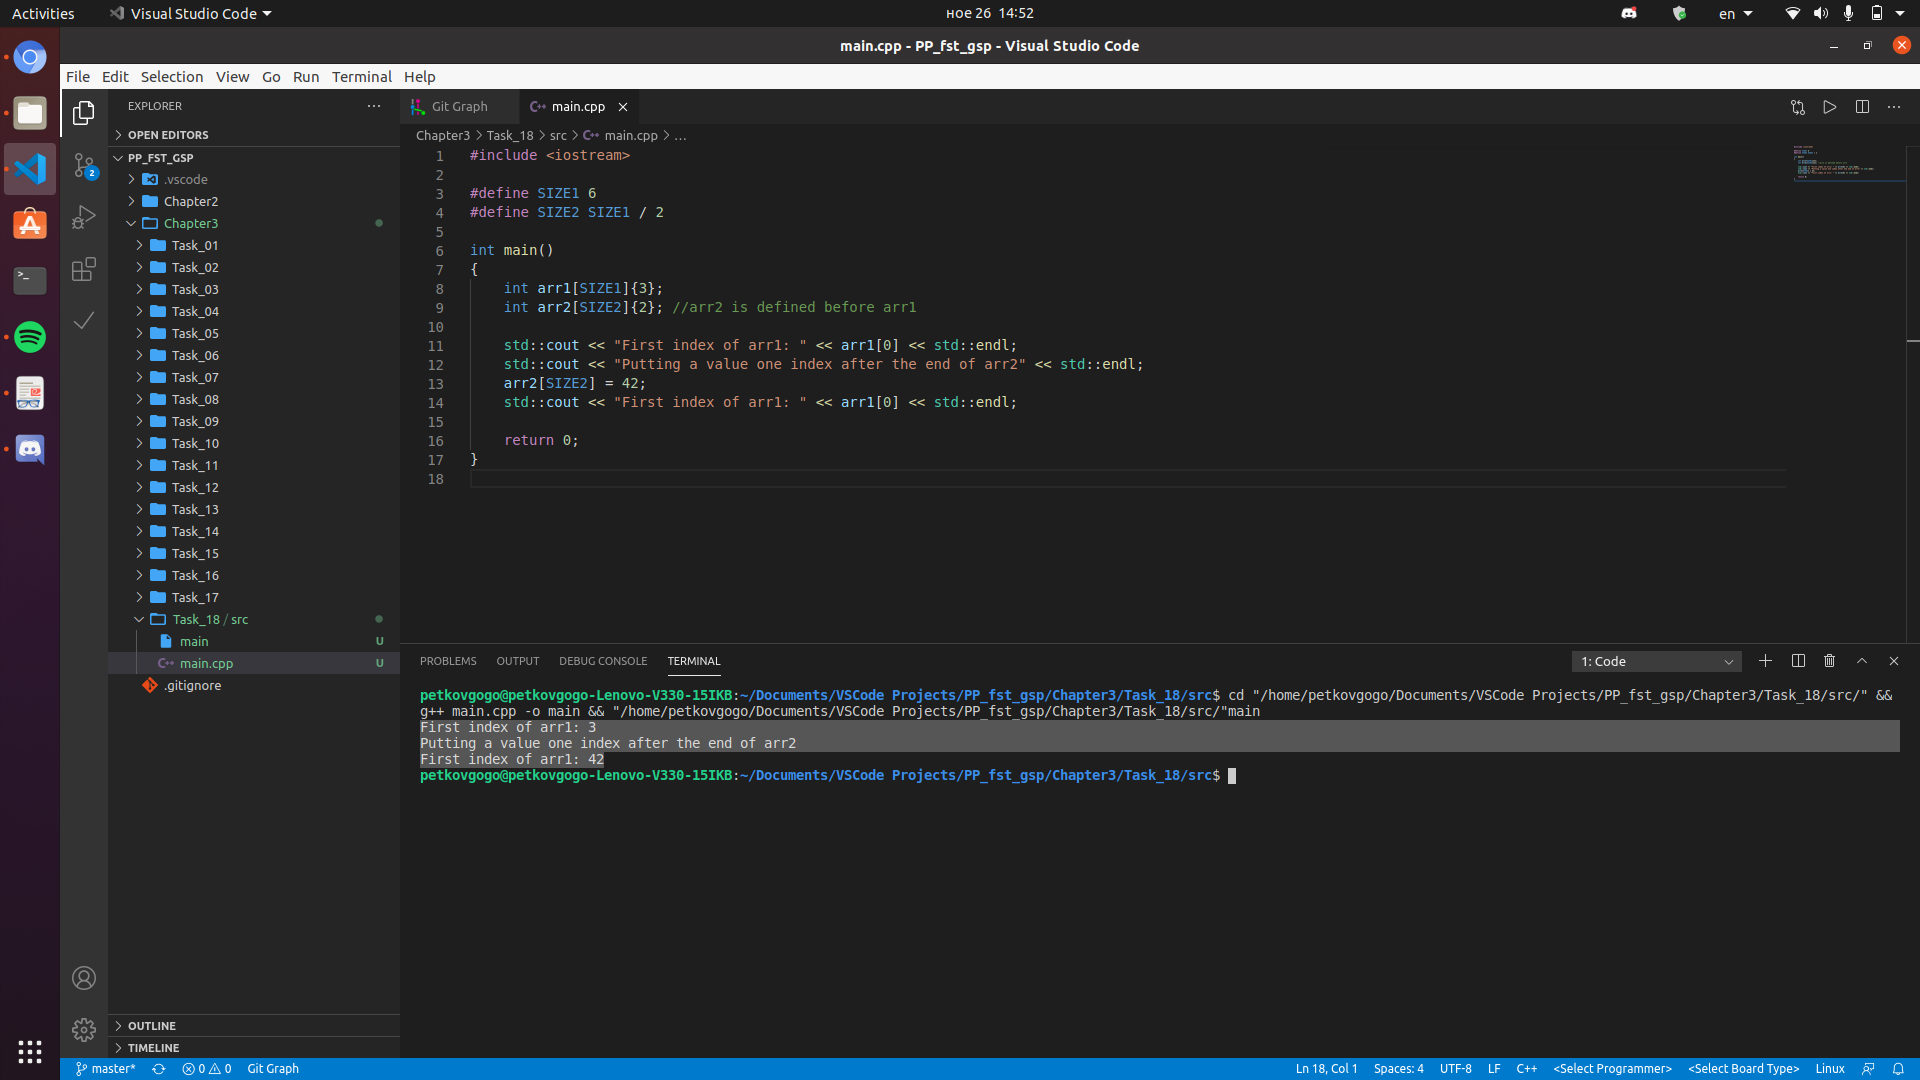 Activities
Visual Studio Code
ное 26 14:52
en
main.cpp - PP_fst_gsp - Visual Studio Code
File Edit Selection View Go Run Terminal Help
EXPLORER
OPEN EDITORS
PP_FST_GSP
.vscode
Chapter2
Chapter3
Task_01
Task_02
Task_03
Task_04
Task_05
Task_06
Task_07
Task_08
Task_09
Task_10
Task_11
Task_12
Task_13
Task_14
Task_15
Task_16
Task_17
Task_18 / src
main U
main.cpp U
.gitignore
OUTLINE
TIMELINE
2
Git Graph
main.cpp
Chapter3 > Task_18 > src > main.cpp > ...
1 #include <iostream>
2
3 #define SIZE1 6
4 #define SIZE2 SIZE1 / 2
5
6 int main()
7 {
8 int arr1[SIZE1]{3};
9 int arr2[SIZE2]{2}; //arr2 is defined before arr1
10
11 std::cout << "First index of arr1: " << arr1[0] << std::endl;
12 std::cout << "Putting a value one index after the end of arr2" << std::endl;
13 arr2[SIZE2] = 42;
14 std::cout << "First index of arr1: " << arr1[0] << std::endl;
15
16 return 0;
17 }
18
PROBLEMS OUTPUT DEBUG CONSOLE TERMINAL
1: Code
petkovgogo@petkovgogo-Lenovo-V330-15IKB:~/Documents/VSCode Projects/PP_fst_gsp/Chapter3/Task_18/src$ cd "/home/petkovgogo/Documents/VSCode Projects/PP_fst_gsp/Chapter3/Task_18/src/" &&
g++ main.cpp -o main && "/home/petkovgogo/Documents/VSCode Projects/PP_fst_gsp/Chapter3/Task_18/src/"main
First index of arr1: 3
Putting a value one index after the end of arr2
First index of arr1: 42
petkovgogo@petkovgogo-Lenovo-V330-15IKB:~/Documents/VSCode Projects/PP_fst_gsp/Chapter3/Task_18/src$
master* 0 0 Git Graph
Ln 18, Col 1 Spaces: 4 UTF-8 LF C++ <Select Programmer> <Select Board Type> Linux